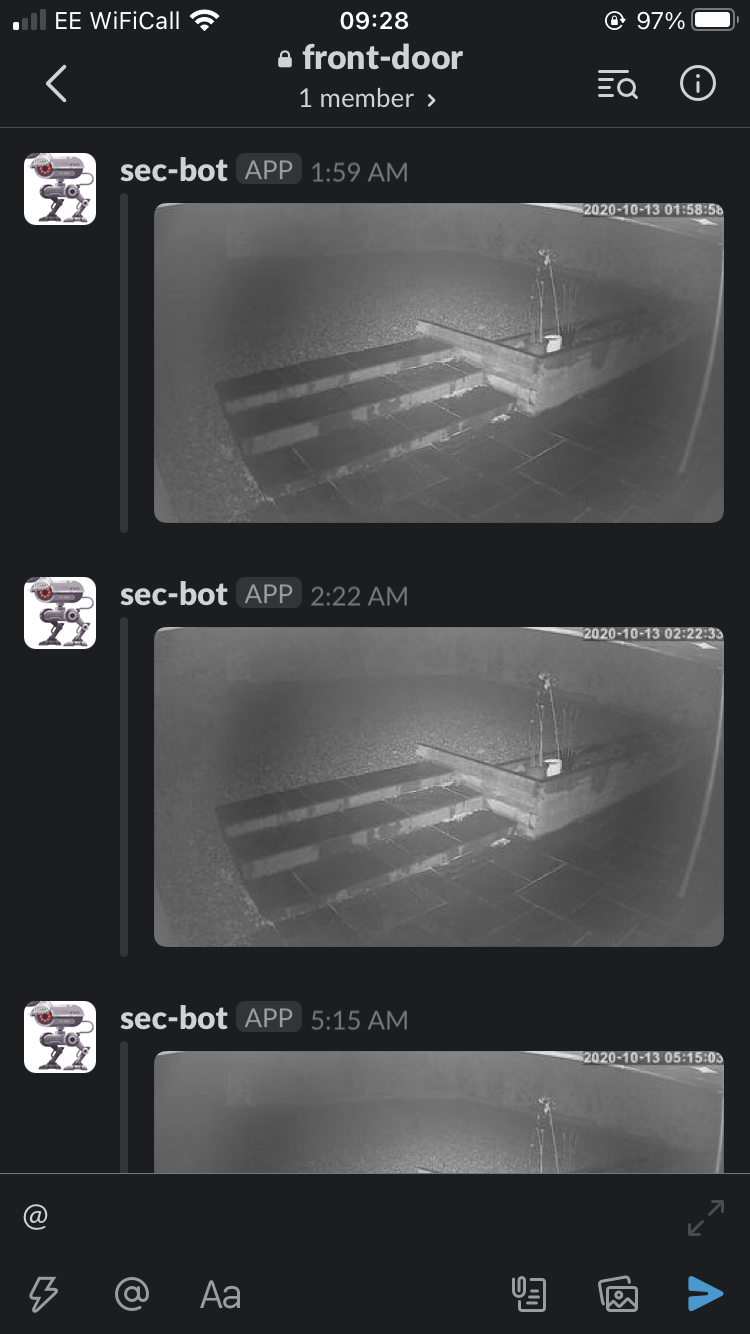 EE WiFiCall 09:28 97%
front-door
1 member
sec-bot APP 1:59 AM
2020-10-13 01:58:58
sec-bot APP 2:22 AM
2020-10-13 02:22:33
sec-bot APP 5:15 AM
2020-10-13 05:15:03
@
@ Aa